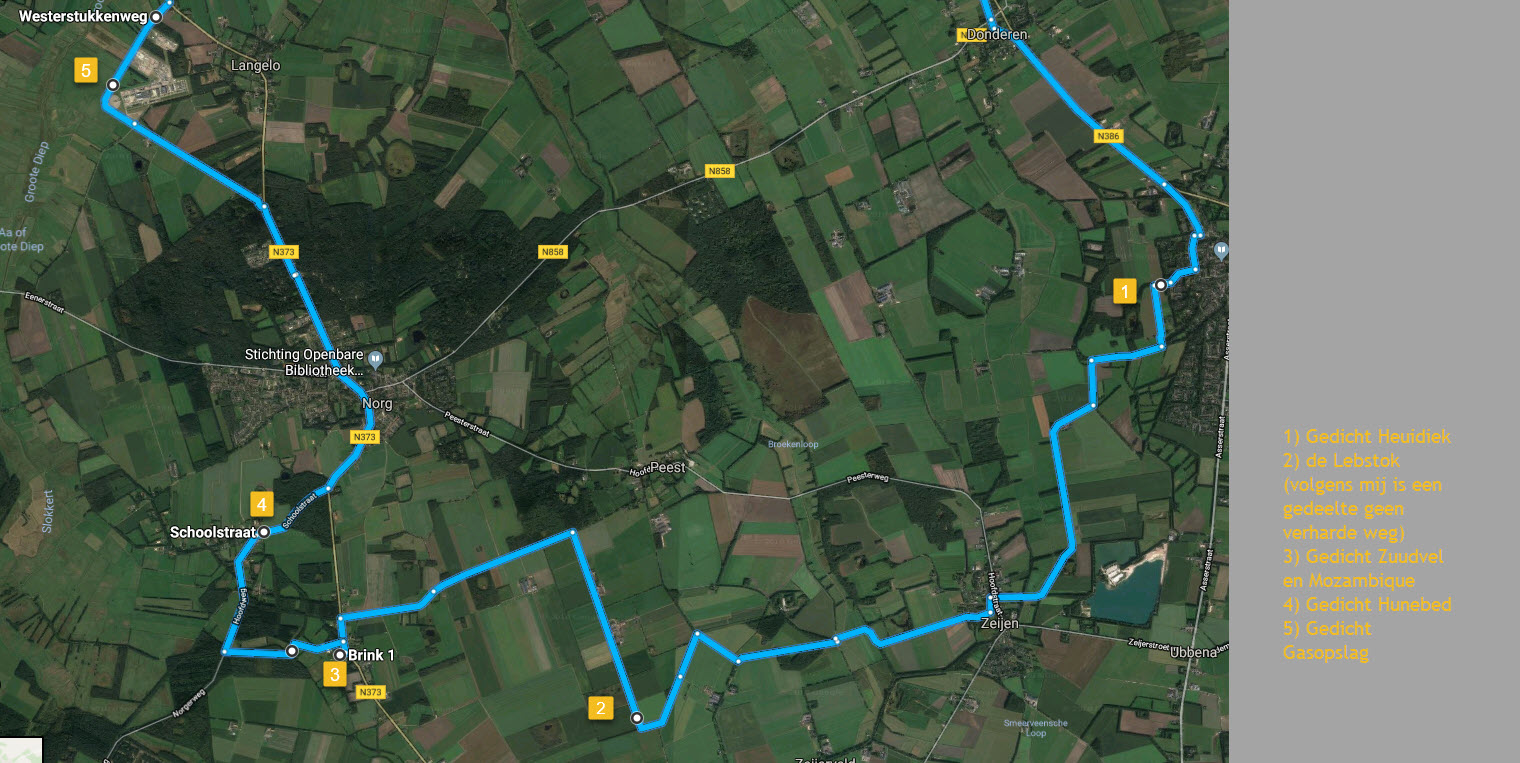 Westerstukkenweg
Donderen
5
Langelo
N386
Groote Diep
N858
Aa of
ote Diep
N373
N858
Eenerstraat
1
Stichting Openbare
Bibliotheek...
Norg
Peesterstraat
N373
Asserstraat
1) Gedicht Heuidiek
2) de Lebstok
(volgens mij is een
gedeelte geen
verharde weg)
3) Gedicht Zuudvel
en Mozambique
4) Gedicht Hunebed
5) Gedicht
Gasopslag
Broekenloop
Peest
Peesterweg
Slokkert
4
Schoolstraat
Schoolstraat
Asserstraat
Hoofdstraat
Hoofdweg
Zeijen
Ubbena
Brink 1
3
N373
Norgerweg
2
Smeerveensche
Loop
Zeijerveld